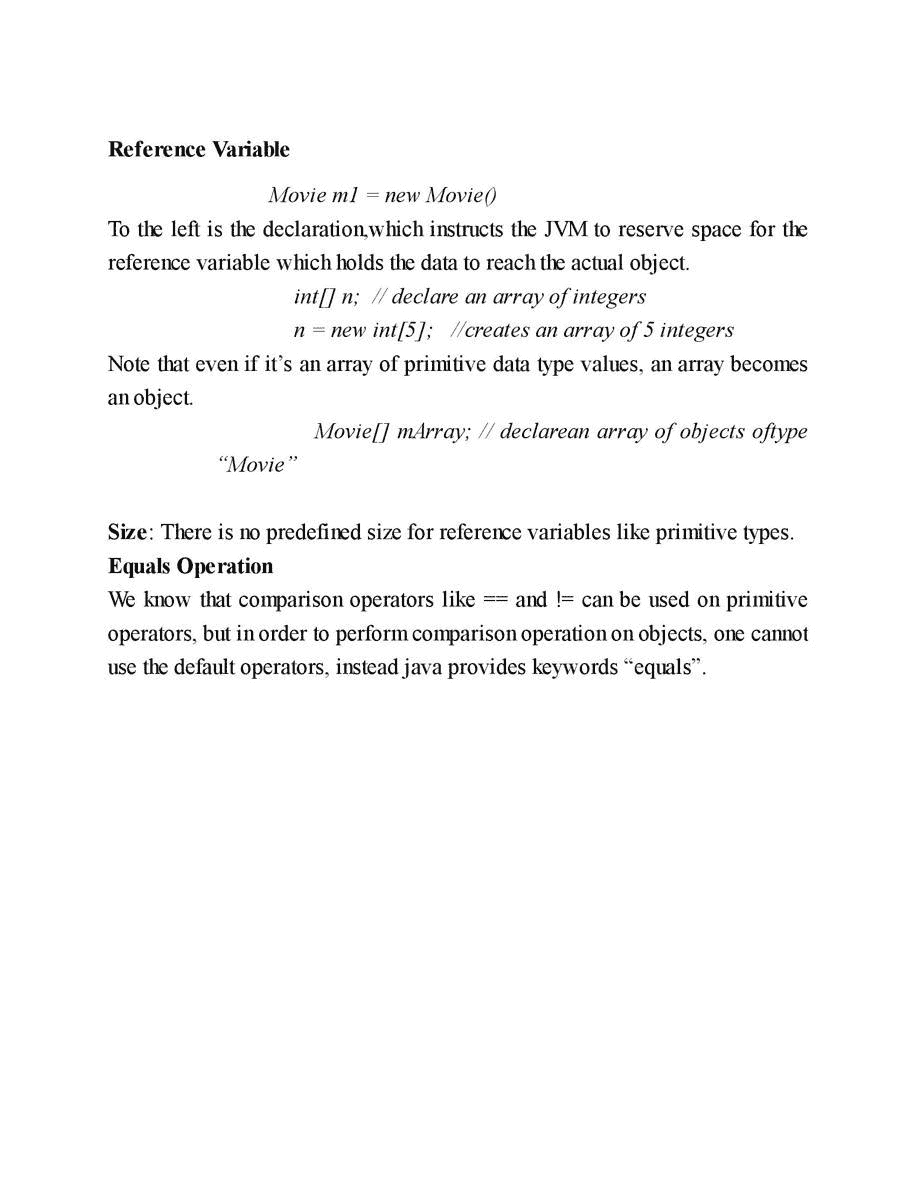 Reference Variable
Movie m1 = new Movie()
To the left is the declaration,which instructs the JVM to reserve space for the
reference variable which holds the data to reach the actual object.
int[] n; // declare an array of integers
n = new int[5]; //creates an array of 5 integers
Note that even if it’s an array of primitive data type values, an array becomes
an object.
Movie[] mArray; // declarean array of objects oftype
“Movie”
Size: There is no predefined size for reference variables like primitive types.
Equals Operation
We know that comparison operators like == and != can be used on primitive
operators, but in order to perform comparison operation on objects, one cannot
use the default operators, instead java provides keywords “equals”.